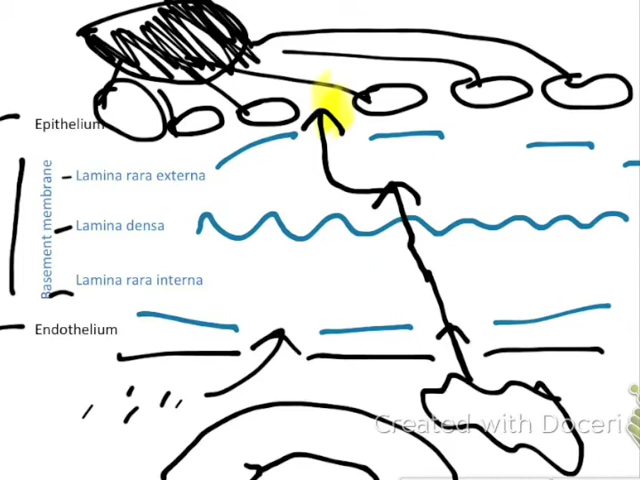 Epithelium
Basement membrane
Lamina rara externa
Lamina densa
Lamina rara interna
Endothelium
Created with Doceri